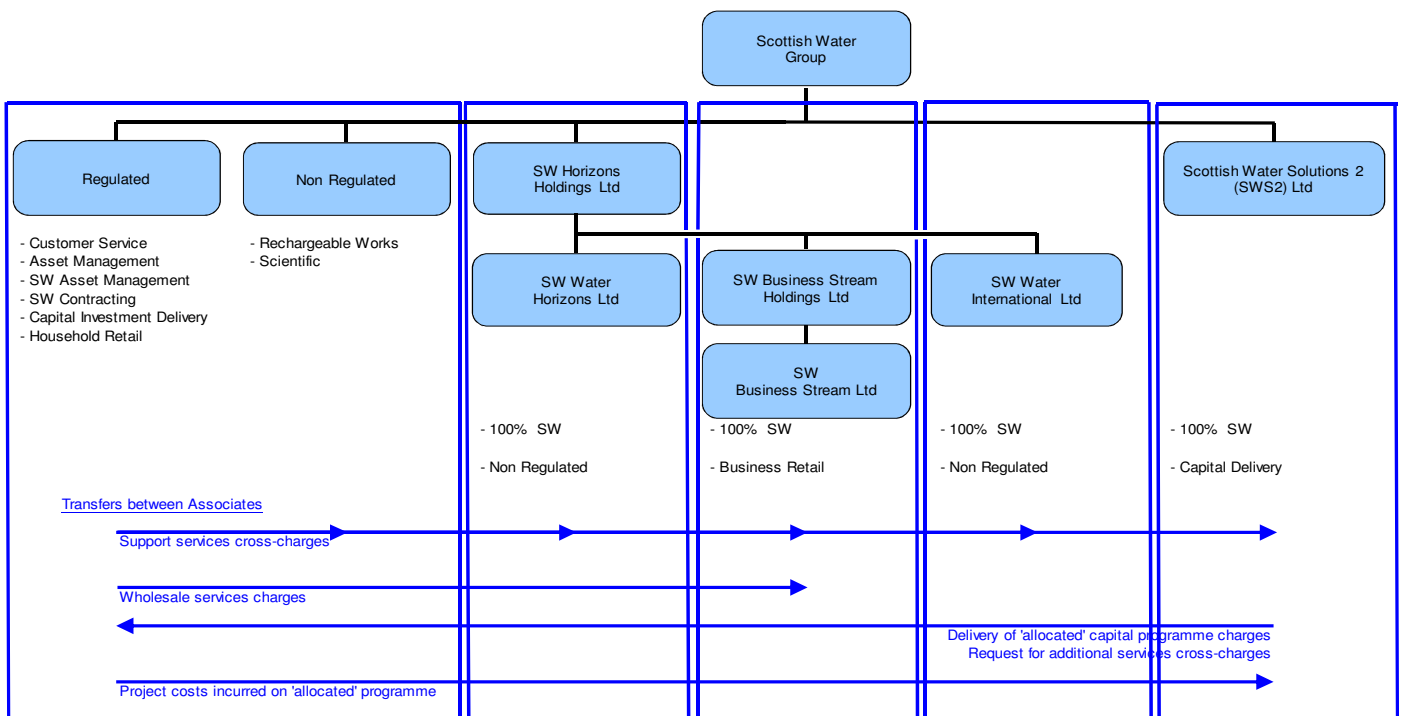 Scottish Water
Group
Regulated
Non Regulated
SW Horizons
Holdings Ltd
Scottish Water Solutions 2
(SWS2) Ltd
- Customer Service
- Asset Management
- SW Asset Management
- SW Contracting
- Capital Investment Delivery
- Household Retail
- Rechargeable Works
- Scientific
SW Water
Horizons Ltd
SW Business Stream
Holdings Ltd
SW Water
International Ltd
SW
Business Stream Ltd
- 100% SW
- Non Regulated
- 100% SW
- Business Retail
- 100% SW
- Non Regulated
- 100% SW
- Capital Delivery
Transfers between Associates
Support services cross-charges
Wholesale services charges
Delivery of 'allocated' capital programme charges
Request for additional services cross-charges
Project costs incurred on 'allocated' programme